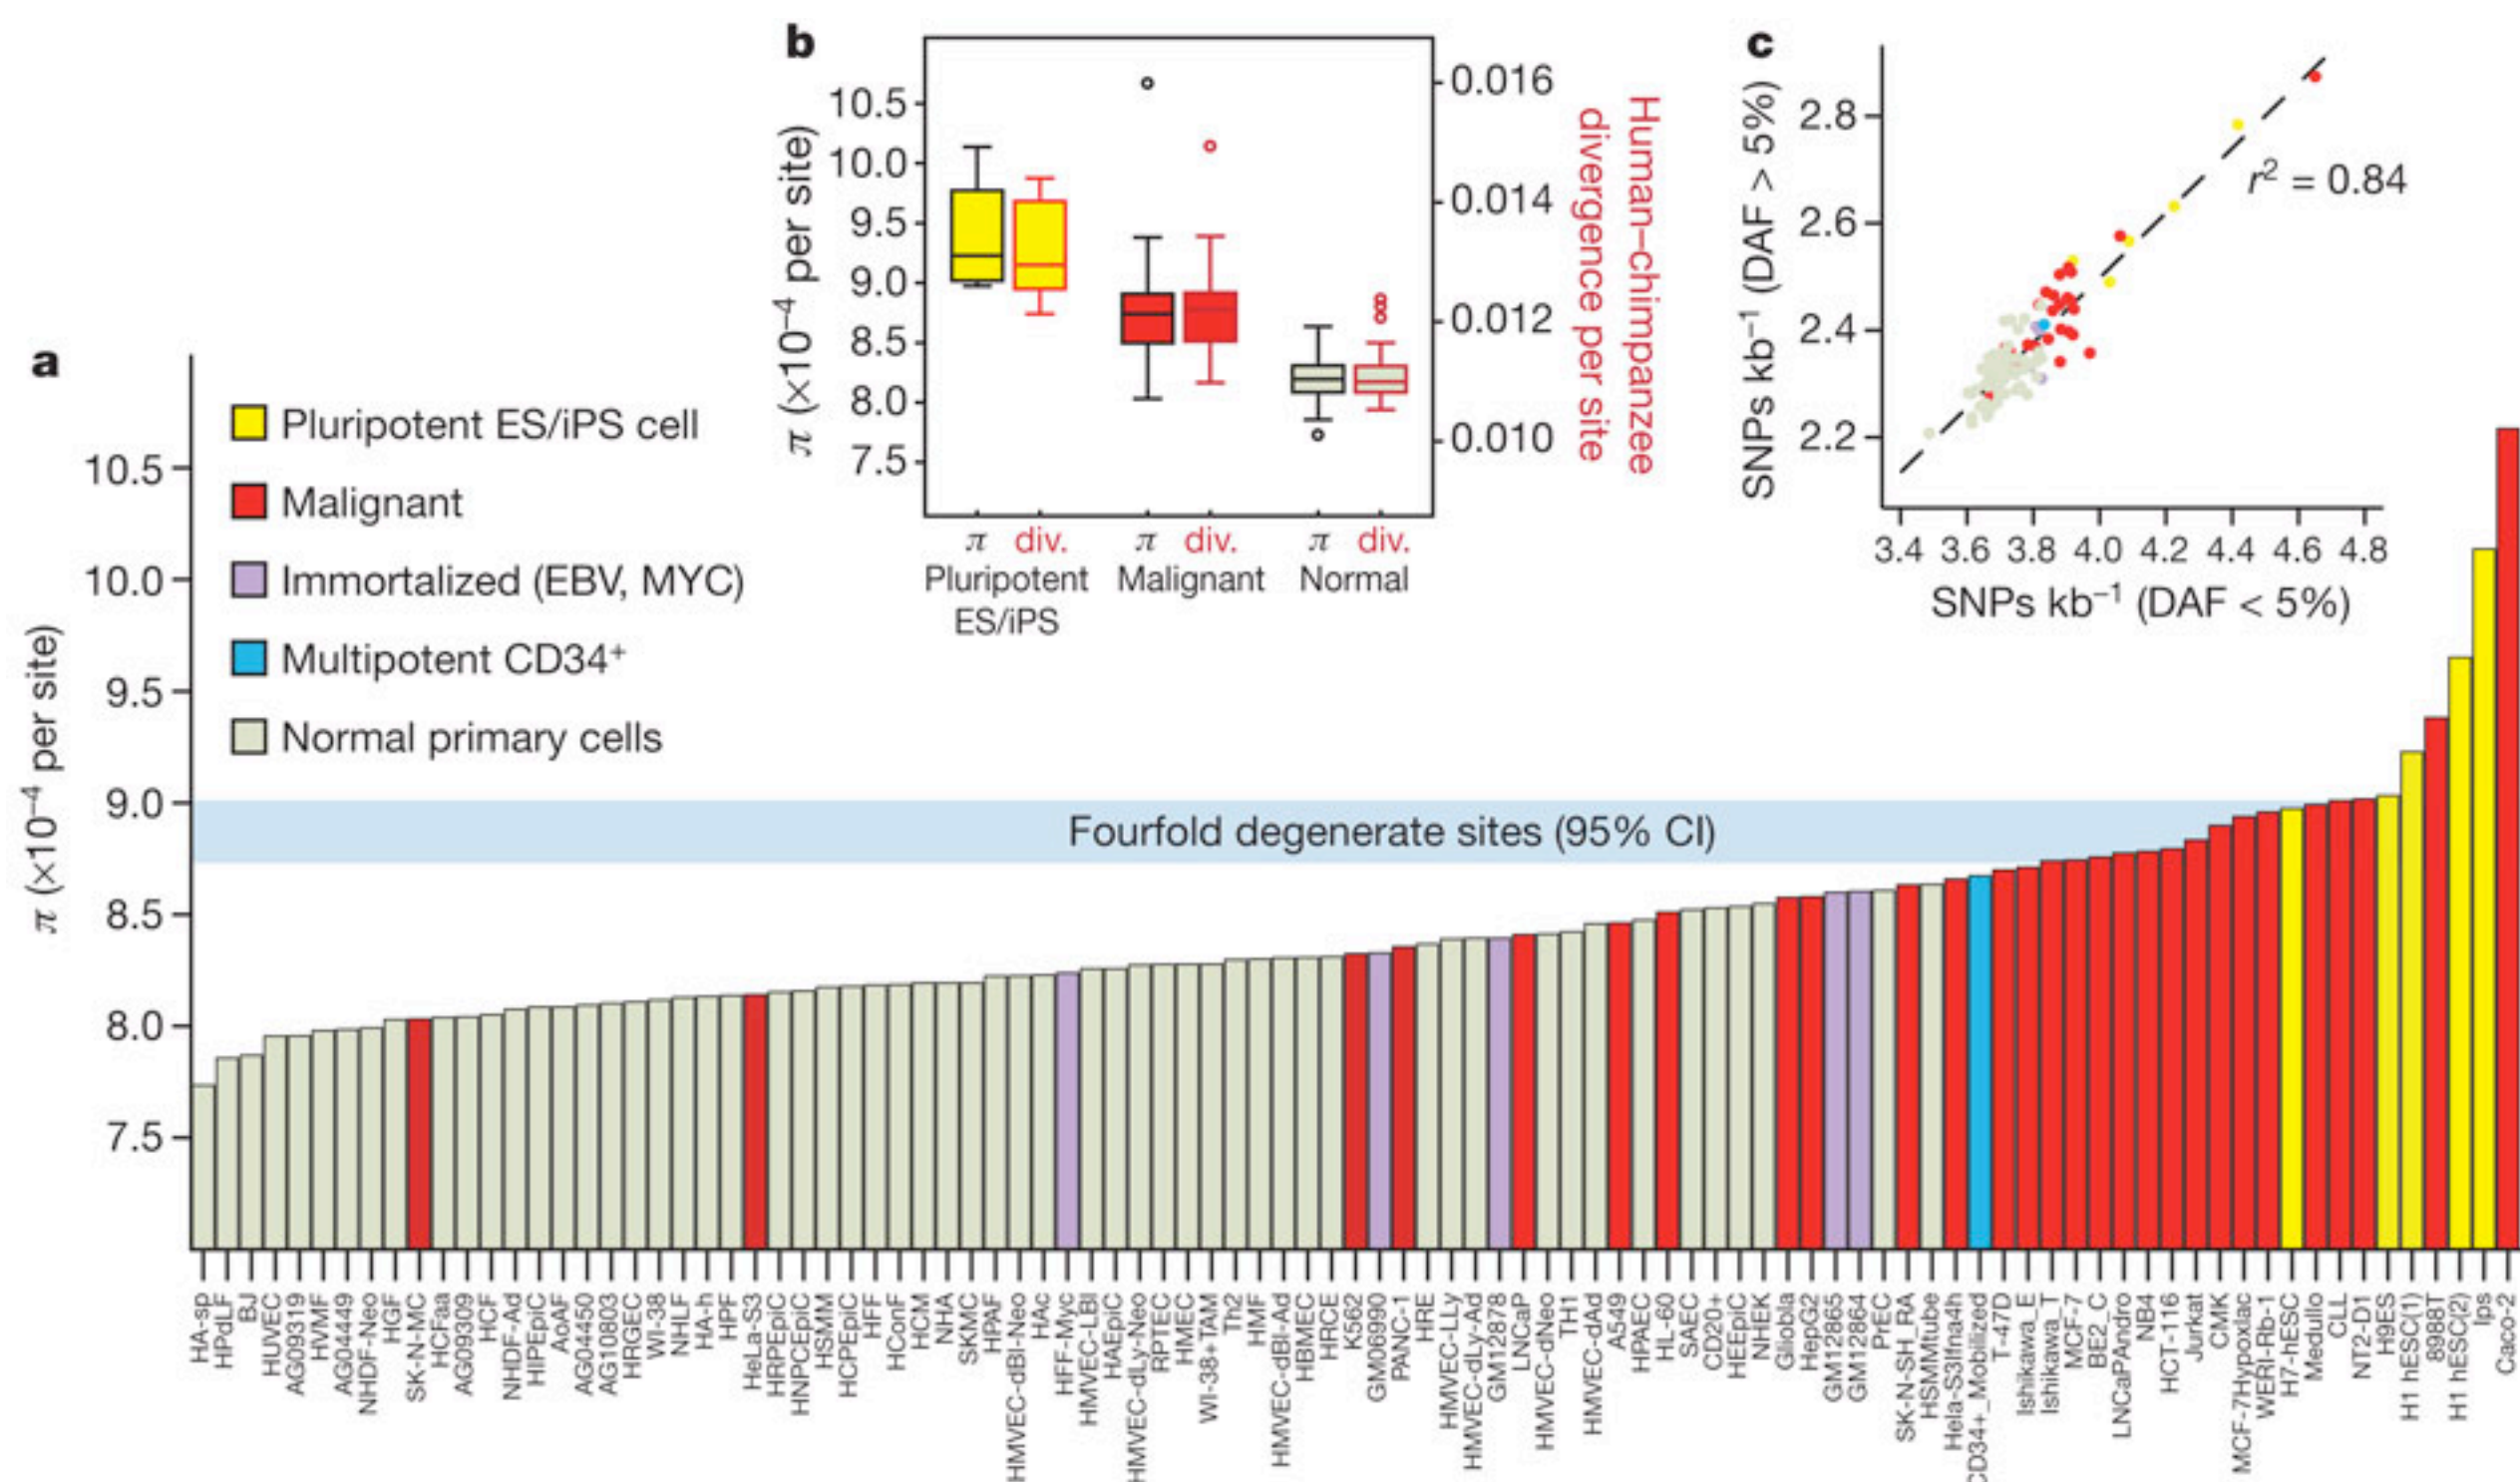 a
π (×10⁻⁴ per site)
10.5
10.0
9.5
9.0
8.5
8.0
7.5
Pluripotent ES/iPS cell
Malignant
Immortalized (EBV, MYC)
Multipotent CD34⁺
Normal primary cells
Fourfold degenerate sites (95% CI)
HA-sp
HPdLF
BJ
HUVEC
AG09319
HVMF
AG04449
NHDF-Neo
HGF
SK-N-MC
HCFaa
AG09309
HCF
NHDF-Ad
HIPEpiC
AoAF
AG04450
AG10803
HRGEC
WI-38
NHLF
HA-h
HPF
HeLa-S3
HRPEpiC
HNPCEpiC
HSMM
HCPEpiC
HFF
HConF
HCM
NHA
SKMC
HPAF
HMVEC-dBl-Neo
HAc
HFF-Myc
HMVEC-LBl
HAEpiC
HMVEC-dLy-Neo
RPTEC
HMEC
WI-38+TAM
Th2
HMF
HMVEC-dBl-Ad
HBMEC
HRCE
K562
GM06990
PANC-1
HRE
HMVEC-LLy
HMVEC-dLy-Ad
GM12878
LNCaP
HMVEC-dNeo
TH1
HMVEC-dAd
A549
HPAEC
HL-60
SAEC
CD20+
HEEpiC
NHEK
Gliobla
HepG2
GM12865
GM12864
PrEC
SK-N-SH_RA
HSMMtube
Hela-S3Ifna4h
CD34+_Mobilized
T-47D
Ishikawa_E
Ishikawa_T
MCF-7
BE2_C
LNCaPAndro
NB4
HCT-116
Jurkat
CMK
MCF-7Hypoxlac
WERI-Rb-1
H7-hESC
Medullo
CLL
NT2-D1
H9ES
H1 hESC(1)
8988T
H1 hESC(2)
Ips
Caco-2
b
π (×10⁻⁴ per site)
10.5
10.0
9.5
9.0
8.5
8.0
7.5
0.016
0.014
0.012
0.010
Human–chimpanzee
divergence per site
π div. π div. π div.
Pluripotent Malignant Normal
ES/iPS
c
SNPs kb⁻¹ (DAF > 5%)
2.8
2.6
2.4
2.2
r² = 0.84
3.4 3.6 3.8 4.0 4.2 4.4 4.6 4.8
SNPs kb⁻¹ (DAF < 5%)